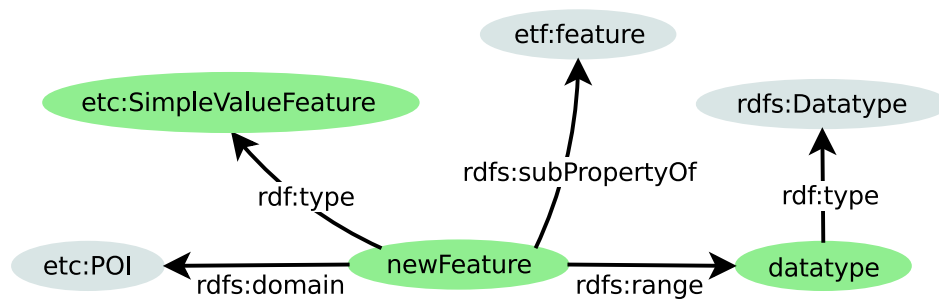 etf:feature
etc:SimpleValueFeature
rdfs:Datatype
rdfs:subPropertyOf
rdf:type
rdf:type
etc:POI
newFeature
datatype
rdfs:domain
rdfs:range